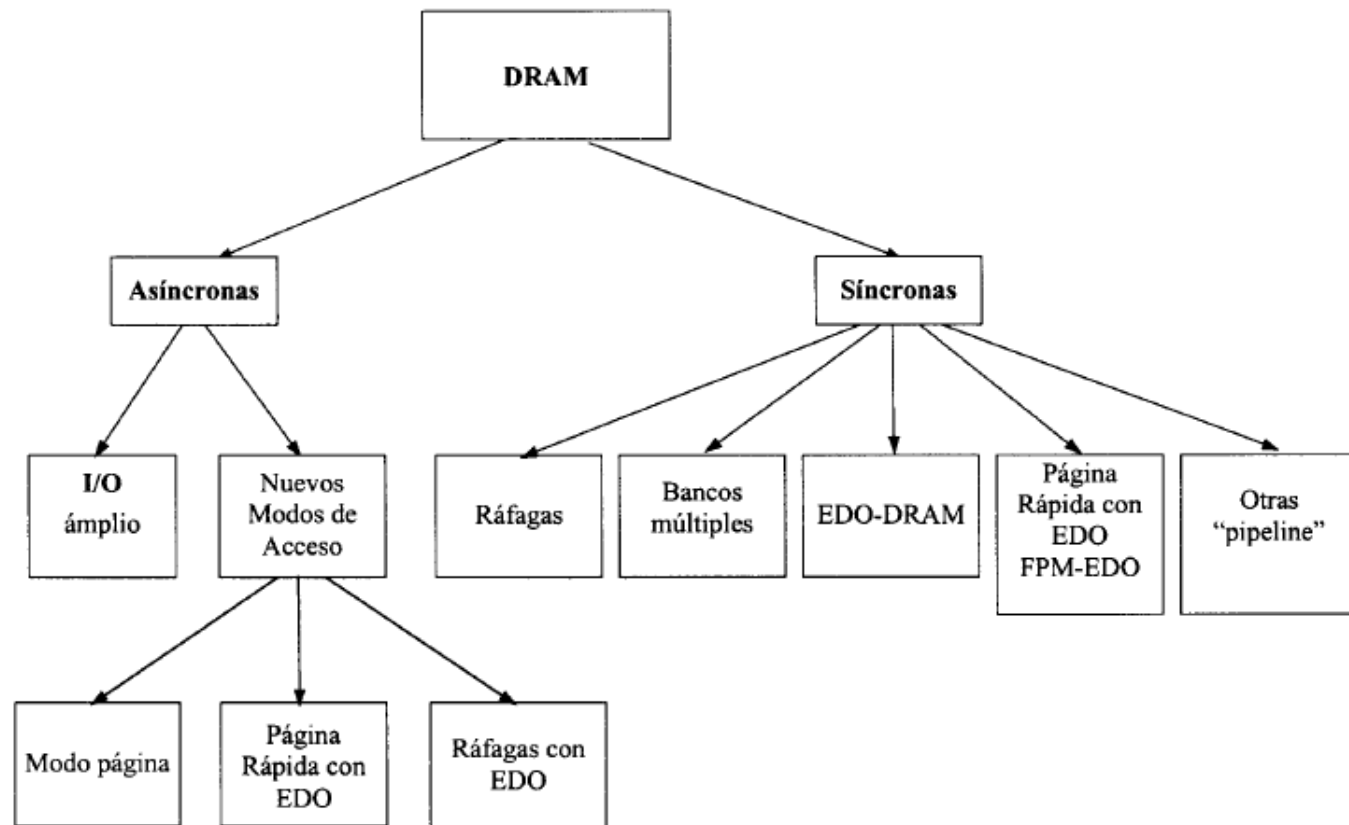 DRAM
Asíncronas
Síncronas
I/O
ámplio
Nuevos
Modos de
Acceso
Ráfagas
Bancos
múltiples
EDO-DRAM
Página
Rápida con
EDO
FPM-EDO
Otras
“pipeline”
Modo página
Página
Rápida con
EDO
Ráfagas con
EDO